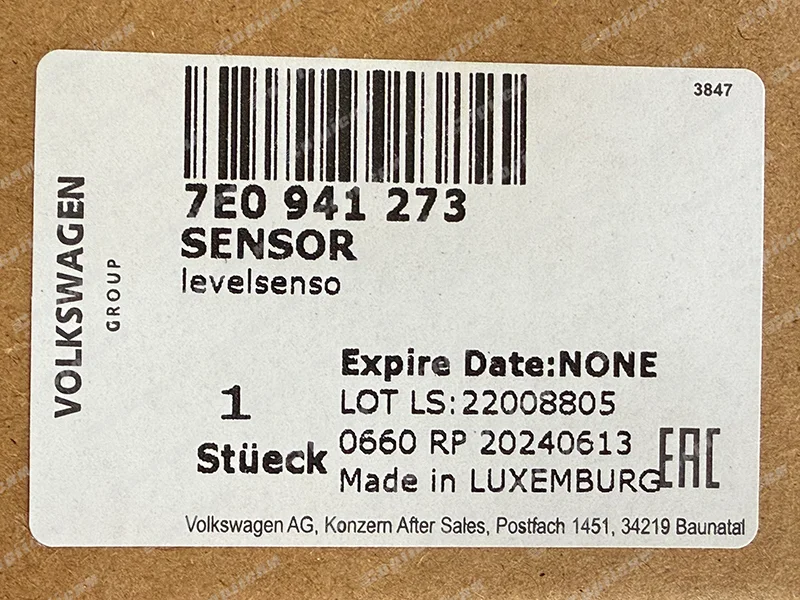 3847
7E0 941 273
SENSOR
levelsenso
VOLKSWAGEN
GROUP
Expire Date:NONE
1
LOT LS:22008805
Stüeck
0660 RP 20240613
Made in LUXEMBURG
EAC
Volkswagen AG, Konzern After Sales, Postfach 1451, 34219 Baunatal